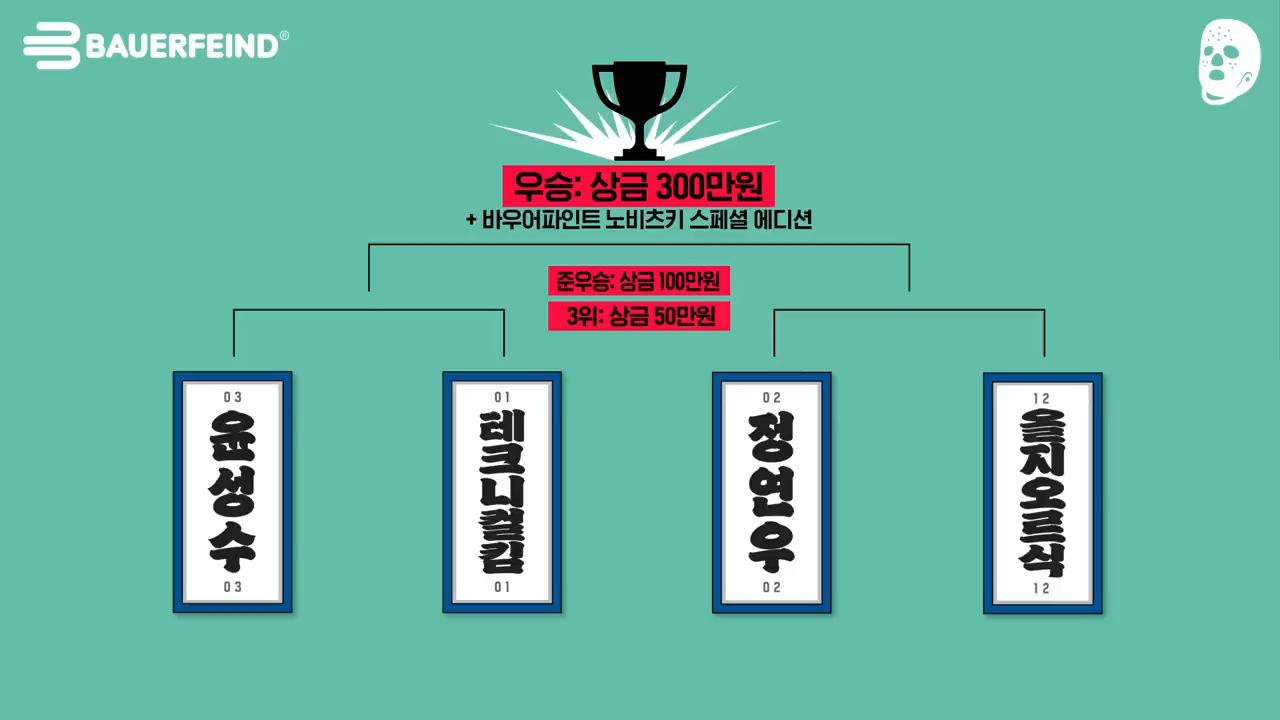 BAUERFEIND®
우승: 상금 300만원
+ 바우어파인트 노비츠키 스페셜 에디션
준우승: 상금 100만원
3위: 상금 50만원
03
윤성수
03
01
테크니컬킴
01
02
정연우
02
12
을지오르식
12